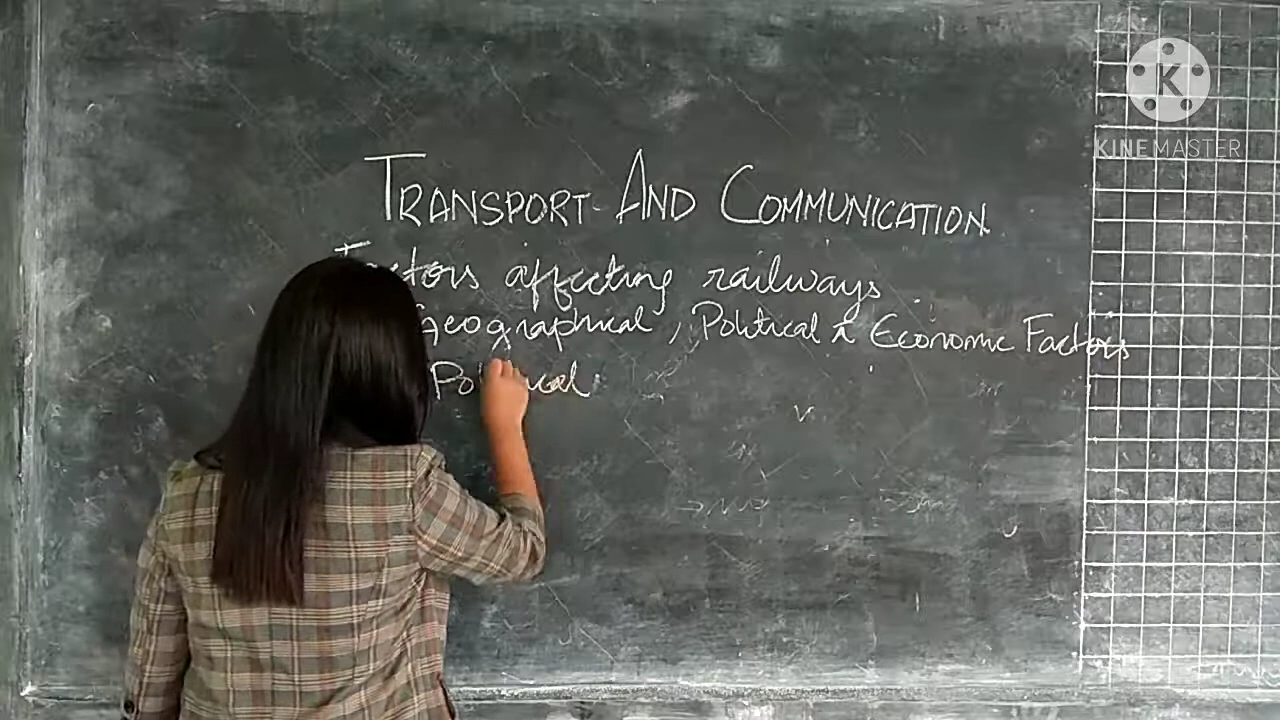 K
KINEMASTER
TRANSPORT AND COMMUNICATION
Factors affecting railways
Geographical, Political & Economic Factors
Political